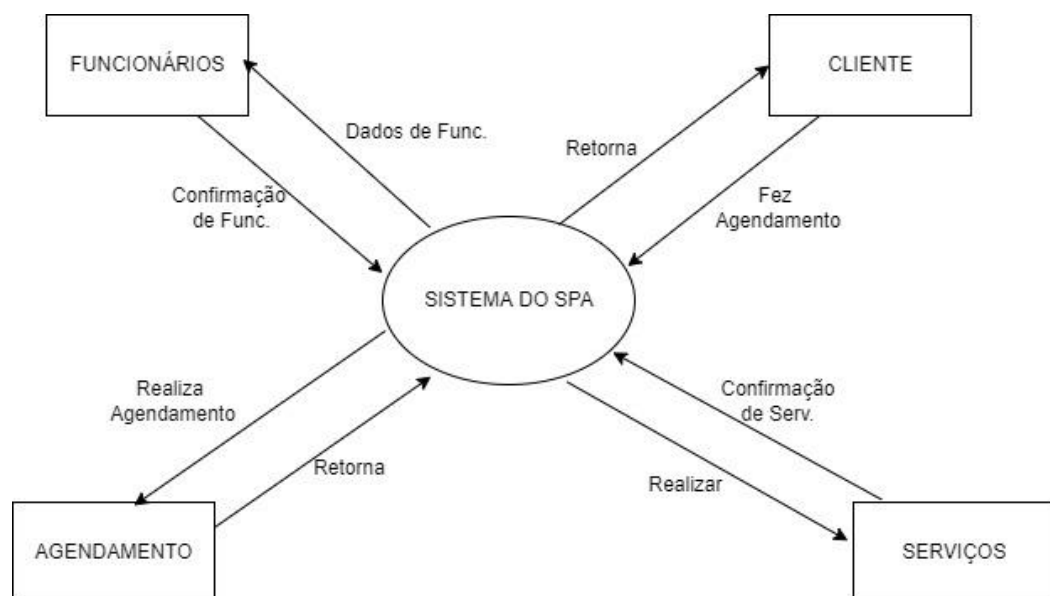 FUNCIONÁRIOS
CLIENTE
Dados de Func.
Retorna
Confirmação
de Func.
Fez
Agendamento
SISTEMA DO SPA
Realiza
Agendamento
Confirmação
de Serv.
Retorna
Realizar
AGENDAMENTO
SERVIÇOS